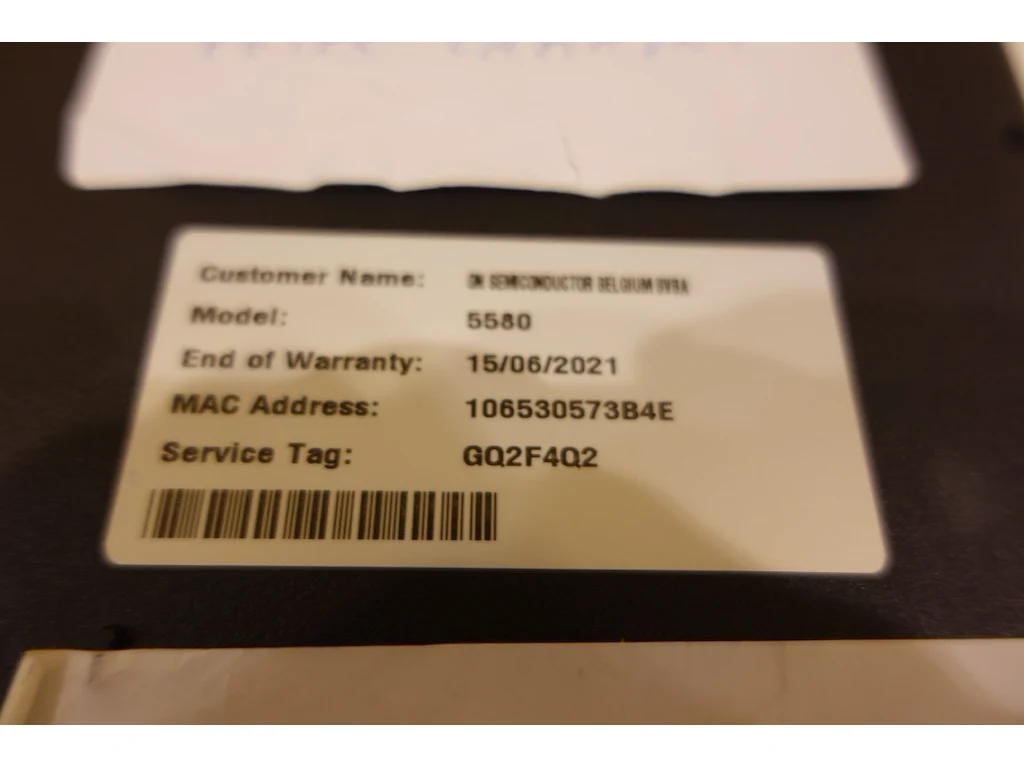 Customer Name: ON SEMICONDUCTOR BELGIUM BVBA
Model: 5580
End of Warranty: 15/06/2021
MAC Address: 106530573B4E
Service Tag: GQ2F4Q2